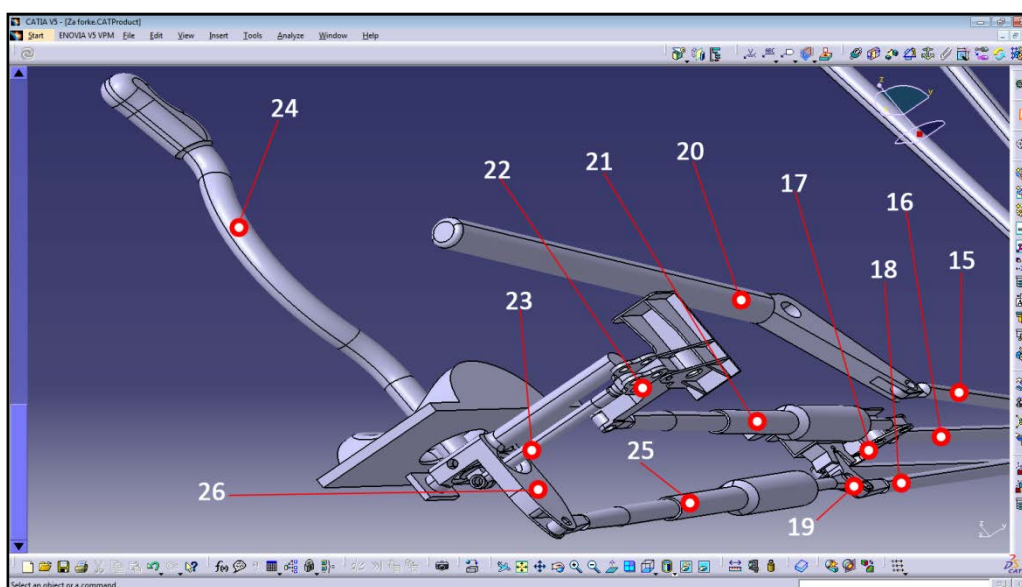 CATIA V5 - [Za forke.CATProduct]
Start ENOVIA V5 VPM File Edit View Insert Tools Analyze Window Help
24
20
21
17
22
16
18
15
23
25
26
19
z
y
z
y
f(x)
Select an object or a command